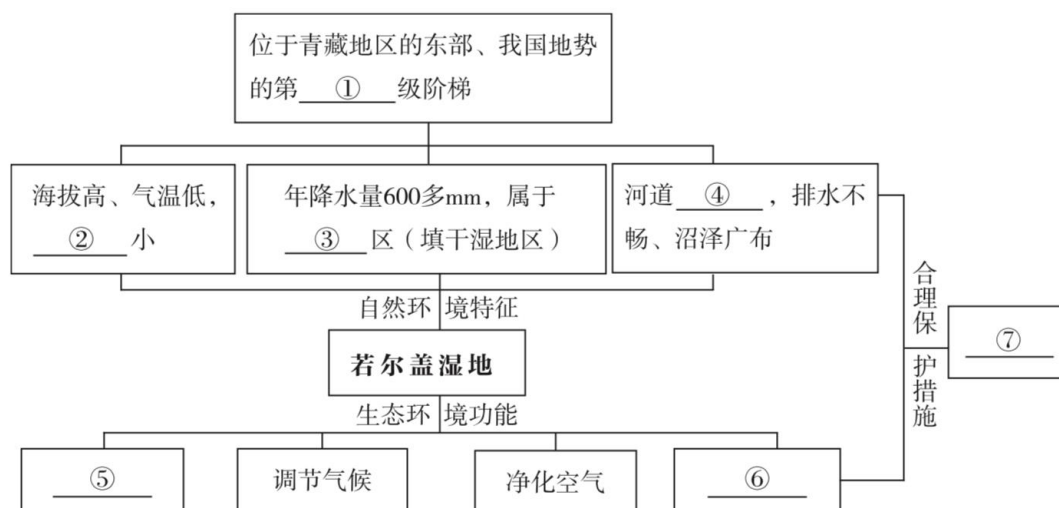 位于青藏地区的东部、我国地势
的第 ① 级阶梯
海拔高、气温低，
② 小
年降水量600多mm，属于
③ 区（填干湿地区）
河道 ④ ，排水不
畅、沼泽广布
自然环境特征
合理保护措施
⑦
若尔盖湿地
生态环境功能
⑤
调节气候
净化空气
⑥